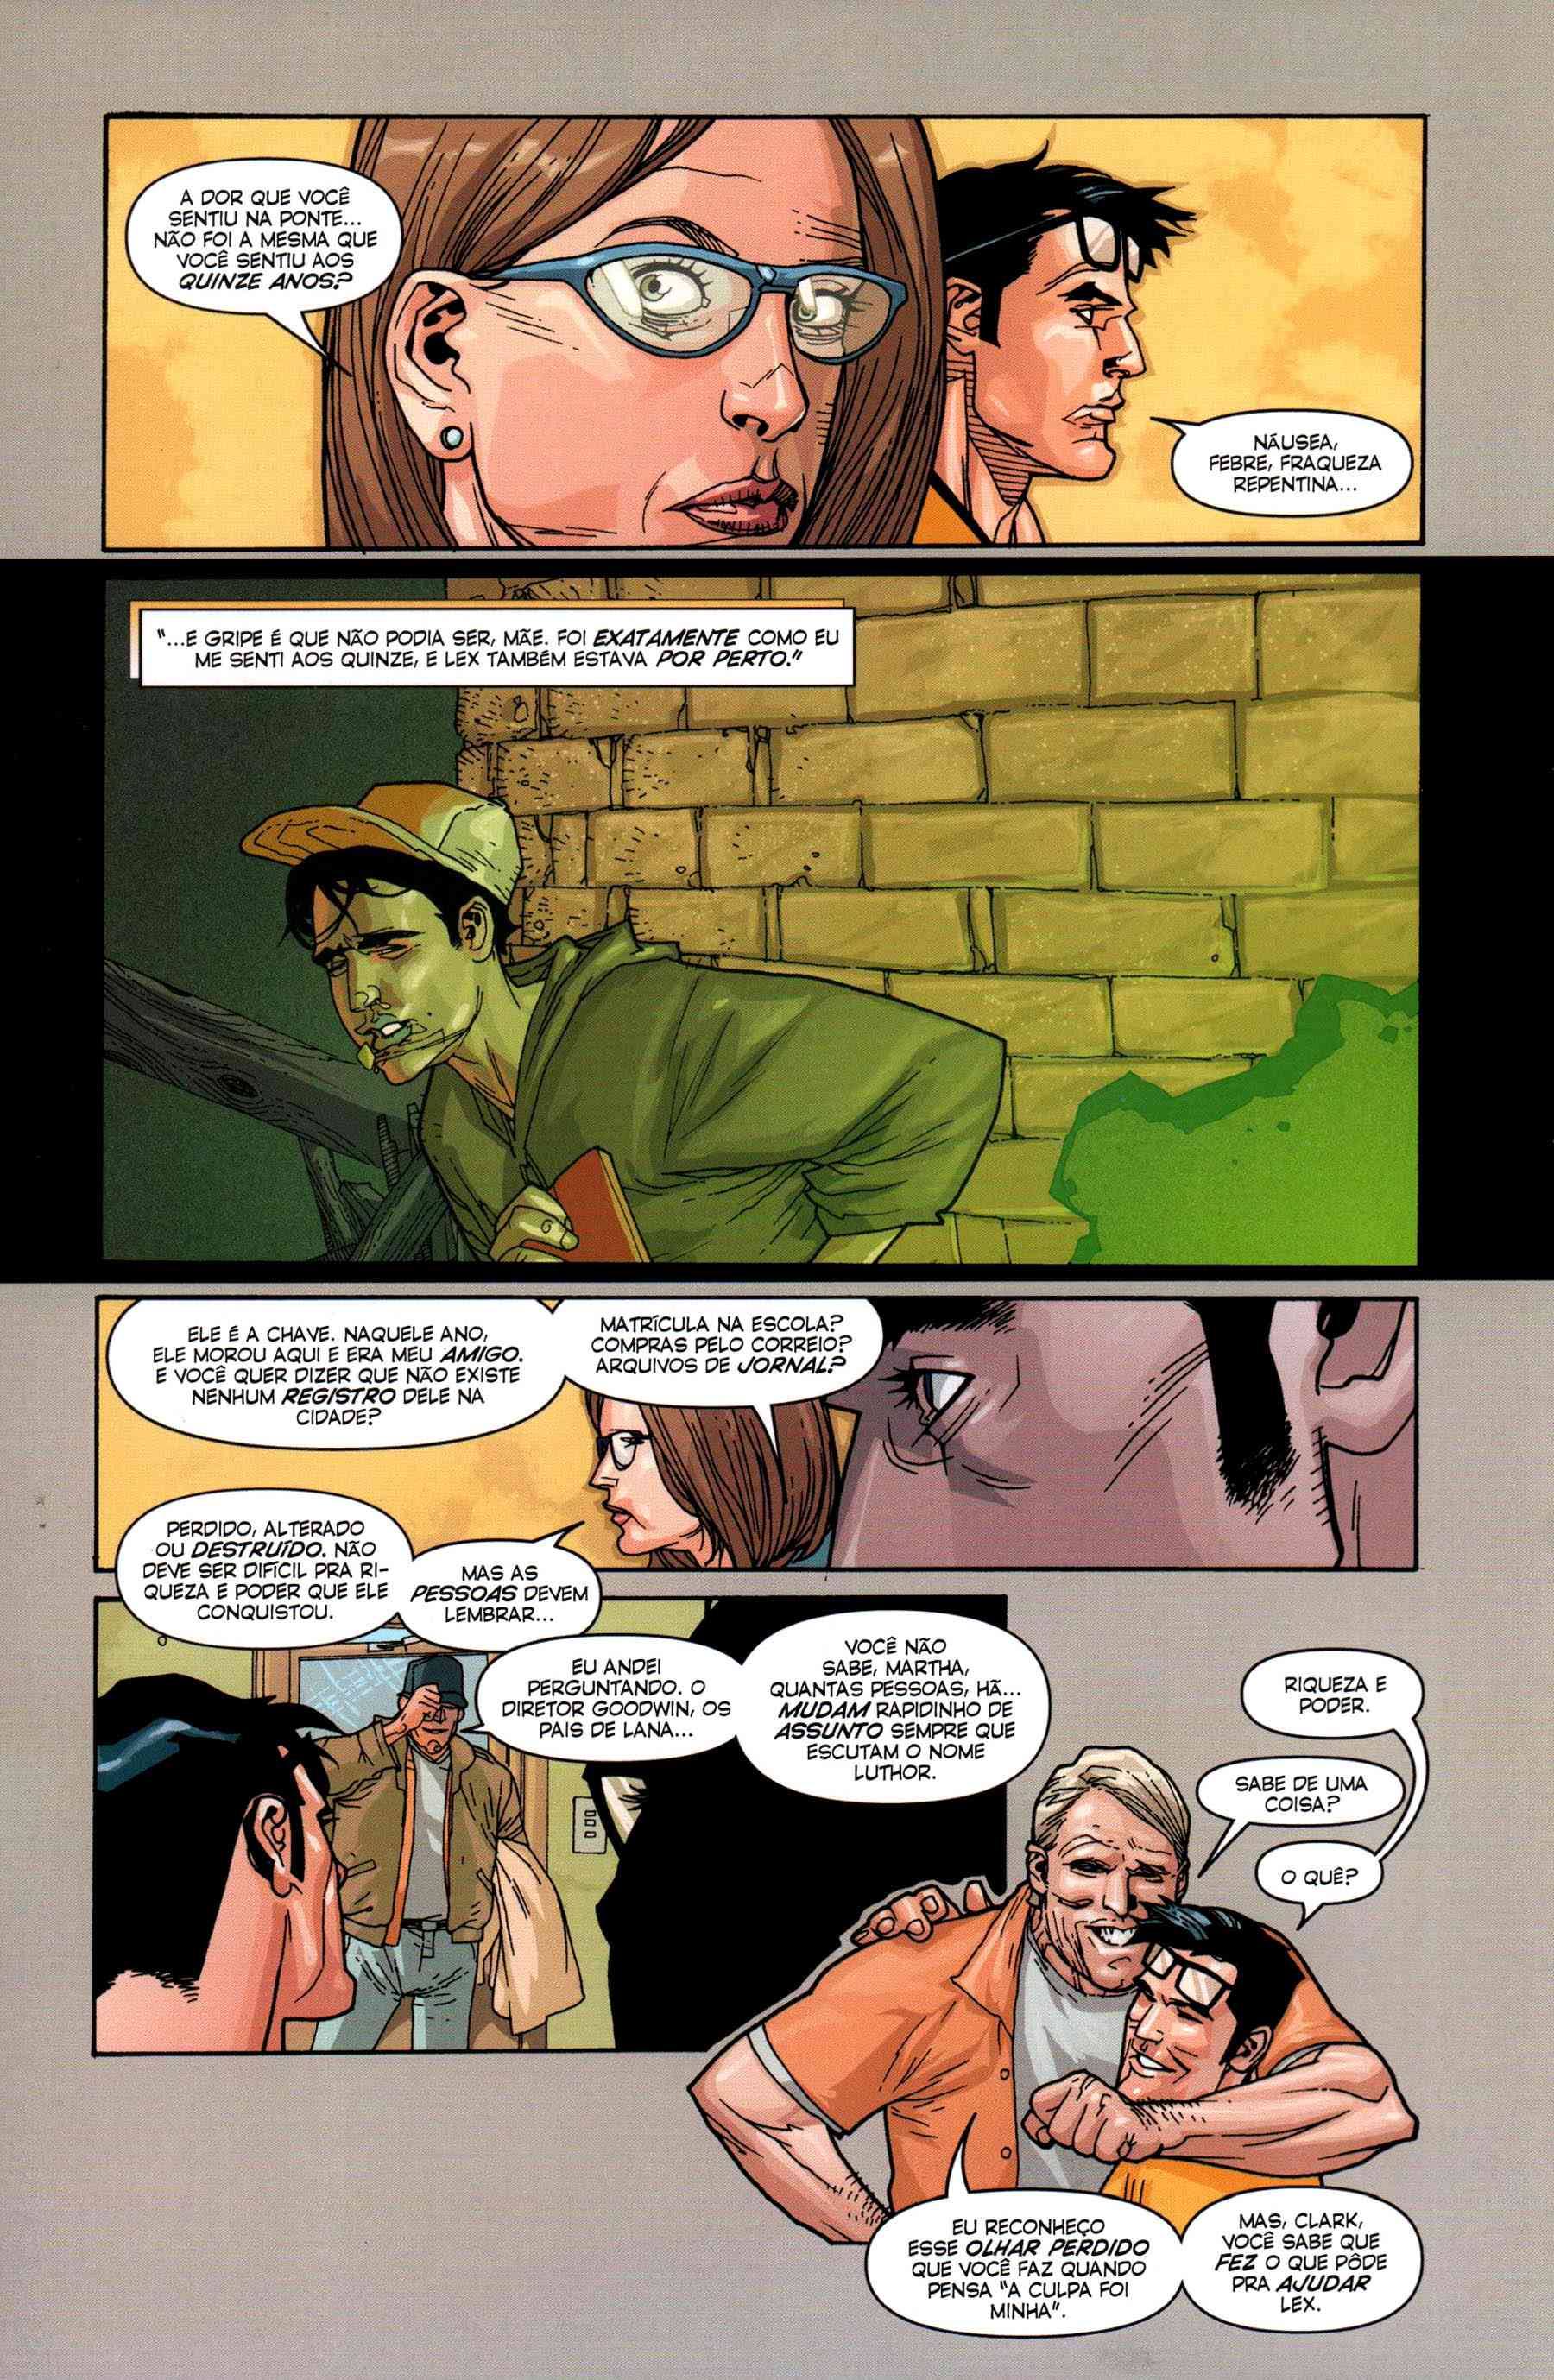 A DOR QUE VOCÊ
SENTIU NA PONTE...
NÃO FOI A MESMA QUE
VOCÊ SENTIU AOS
QUINZE ANOS?
NÁUSEA,
FEBRE, FRAQUEZA
REPENTINA...
"...E GRIPE É QUE NÃO PODIA SER, MÃE. FOI EXATAMENTE COMO EU
ME SENTI AOS QUINZE, E LEX TAMBÉM ESTAVA POR PERTO."
ELE É A CHAVE. NAQUELE ANO,
ELE MOROU AQUI E ERA MEU AMIGO.
E VOCÊ QUER DIZER QUE NÃO EXISTE
NENHUM REGISTRO DELE NA
CIDADE?
MATRÍCULA NA ESCOLA?
COMPRAS PELO CORREIO?
ARQUIVOS DE JORNAL?
PERDIDO, ALTERADO
OU DESTRUÍDO. NÃO
DEVE SER DIFÍCIL PRA RI-
QUEZA E PODER QUE ELE
CONQUISTOU.
MAS AS
PESSOAS DEVEM
LEMBRAR...
EU ANDEI
PERGUNTANDO. O
DIRETOR GOODWIN, OS
PAIS DE LANA...
VOCÊ NÃO
SABE, MARTHA,
QUANTAS PESSOAS, HÃ...
MUDAM RAPIDINHO DE
ASSUNTO SEMPRE QUE
ESCUTAM O NOME
LUTHOR.
RIQUEZA E
PODER.
SABE DE UMA
COISA?
O QUÊ?
EU RECONHEÇO
ESSE OLHAR PERDIDO
QUE VOCÊ FAZ QUANDO
PENSA "A CULPA FOI
MINHA".
MAS, CLARK,
VOCÊ SABE QUE
FEZ O QUE PÔDE
PRA AJUDAR
LEX.